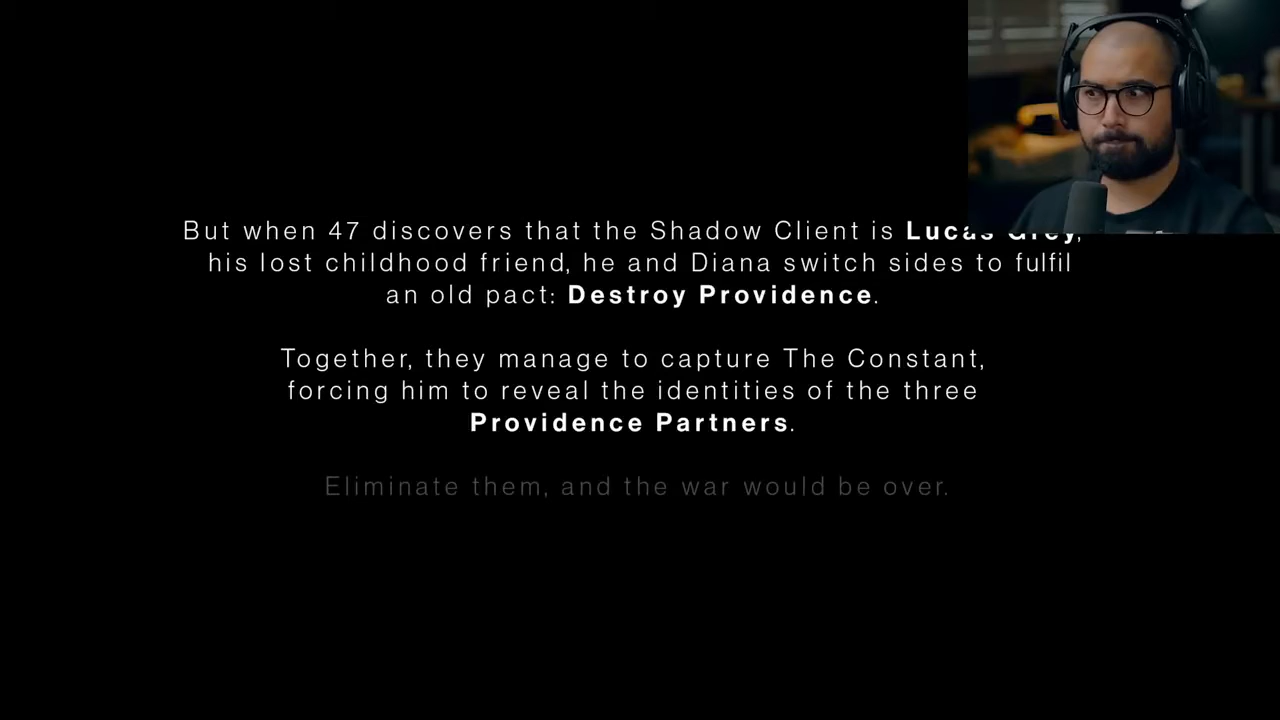 But when 47 discovers that the Shadow Client is Lucas Grey,
his lost childhood friend, he and Diana switch sides to fulfil
an old pact: Destroy Providence.
Together, they manage to capture The Constant,
forcing him to reveal the identities of the three
Providence Partners.
Eliminate them, and the war would be over.